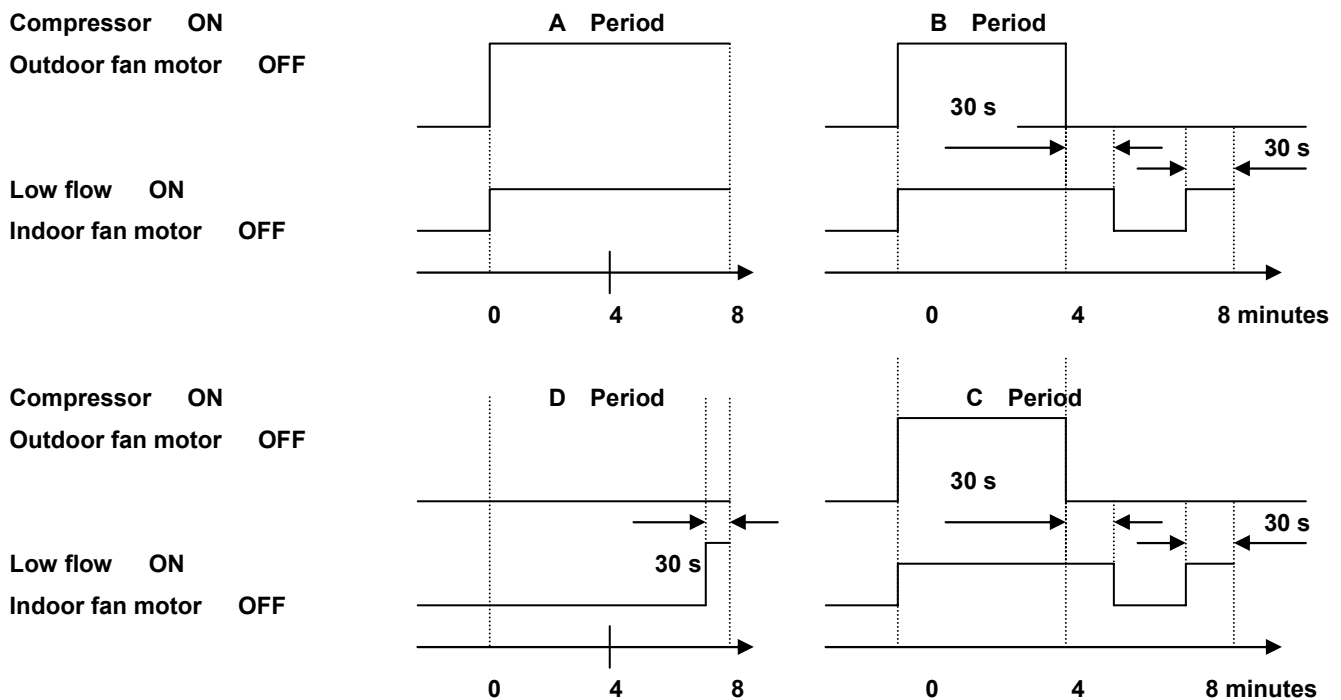 Compressor ON A Period B Period
Outdoor fan motor OFF
30 s
30 s
Low flow ON
Indoor fan motor OFF
0 4 8 0 4 8 minutes
Compressor ON D Period C Period
Outdoor fan motor OFF
30 s
30 s
Low flow ON 30 s
Indoor fan motor OFF
0 4 8 0 4 8 minutes